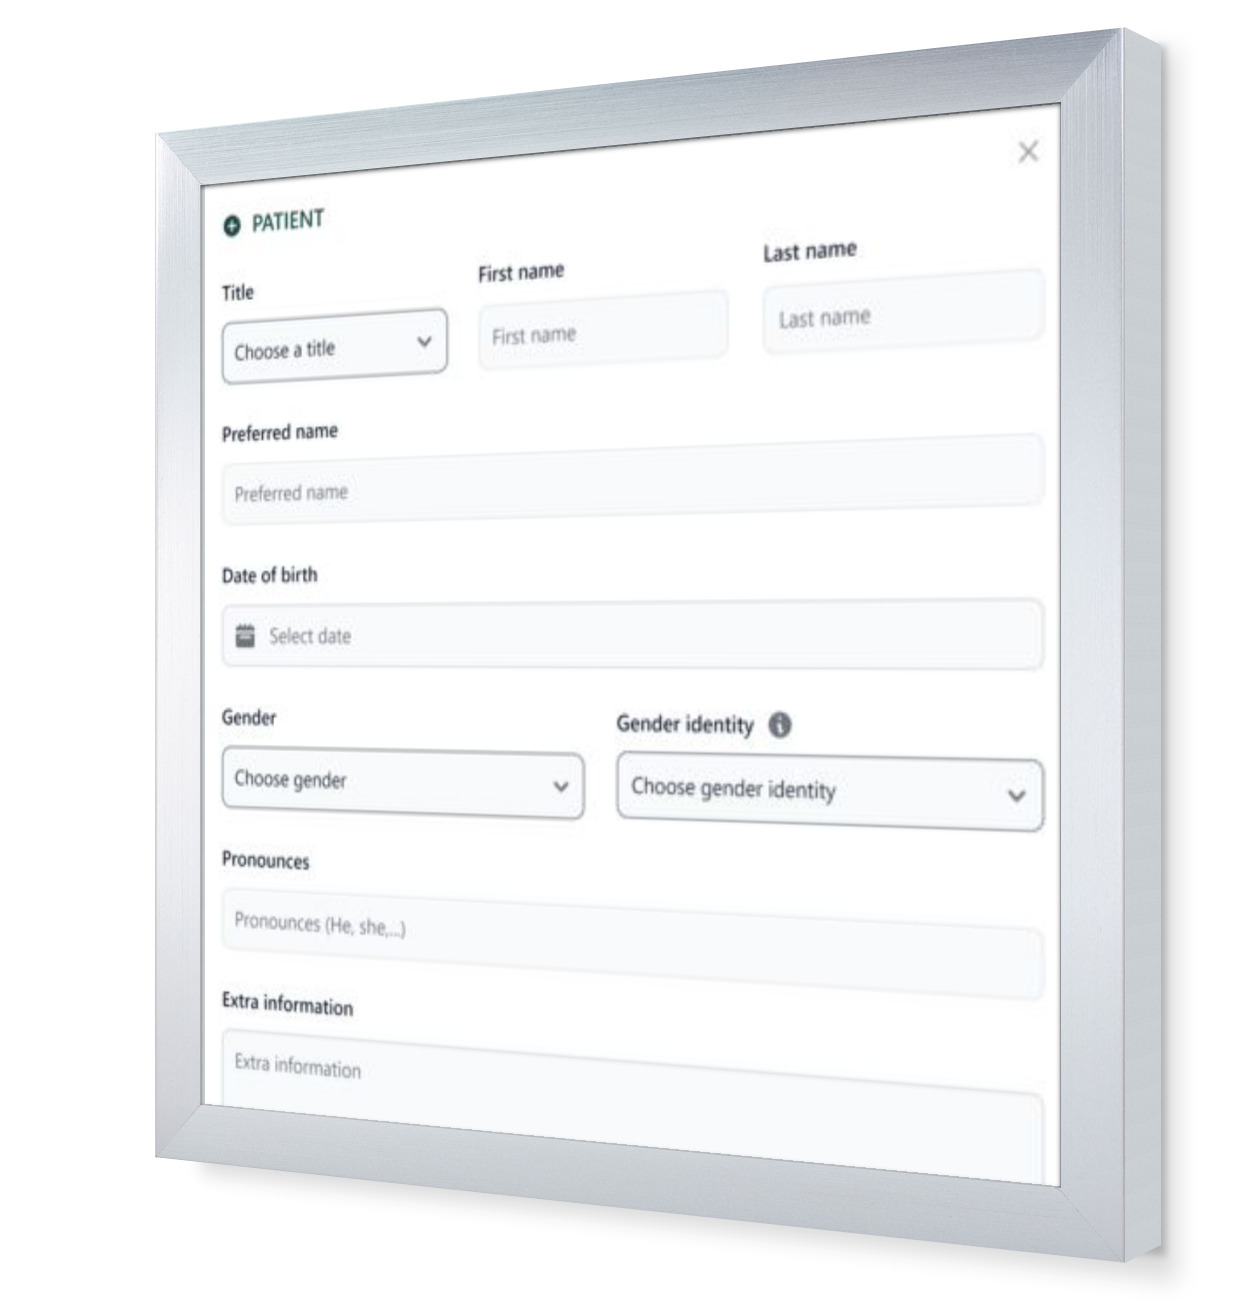 PATIENT
Title
First name
Last name
Choose a title
First name
Last name
Preferred name
Preferred name
Date of birth
Select date
Gender
Gender identity
Choose gender
Choose gender identity
Pronounces
Pronounces (He, she,...)
Extra information
Extra information